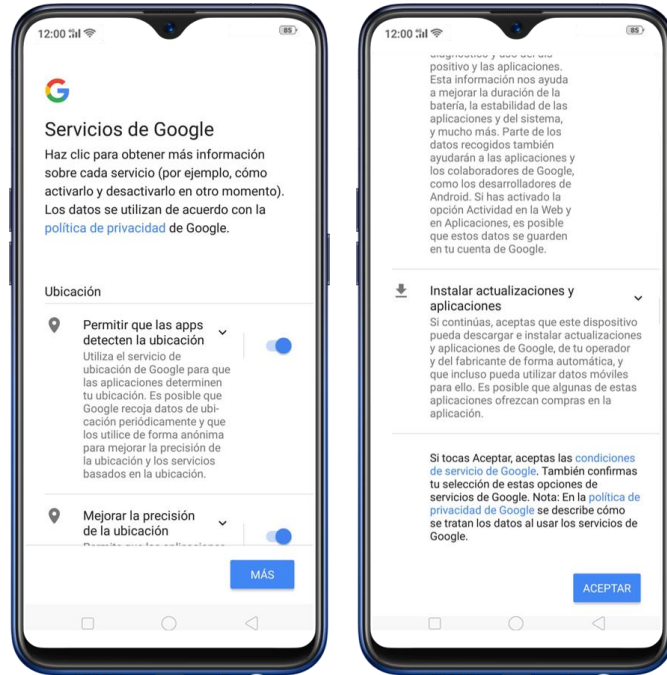 12:00
85
Servicios de Google
Haz clic para obtener más información
sobre cada servicio (por ejemplo, cómo
activarlo y desactivarlo en otro momento).
Los datos se utilizan de acuerdo con la
política de privacidad de Google.
Ubicación
Permitir que las apps
detecten la ubicación
Utiliza el servicio de
ubicación de Google para que
las aplicaciones determinen
tu ubicación. Es posible que
Google recoja datos de ubi-
cación periódicamente y que
los utilice de forma anónima
para mejorar la precisión de
la ubicación y los servicios
basados en la ubicación.
Mejorar la precisión
de la ubicación
MÁS
12:00
85
positivo y las aplicaciones.
Esta información nos ayuda
a mejorar la duración de la
batería, la estabilidad de las
aplicaciones y del sistema,
y mucho más. Parte de los
datos recogidos también
ayudarán a las aplicaciones y
los colaboradores de Google,
como los desarrolladores de
Android. Si has activado la
opción Actividad en la Web y
en Aplicaciones, es posible
que estos datos se guarden
en tu cuenta de Google.
Instalar actualizaciones y
aplicaciones
Si continúas, aceptas que este dispositivo
pueda descargar e instalar actualizaciones
y aplicaciones de Google, de tu operador
y del fabricante de forma automática, y
que incluso pueda utilizar datos móviles
para ello. Es posible que algunas de estas
aplicaciones ofrezcan compras en la
aplicación.
Si tocas Aceptar, aceptas las condiciones
de servicio de Google. También confirmas
tu selección de estas opciones de
servicios de Google. Nota: En la política de
privacidad de Google se describe cómo
se tratan los datos al usar los servicios de
Google.
ACEPTAR